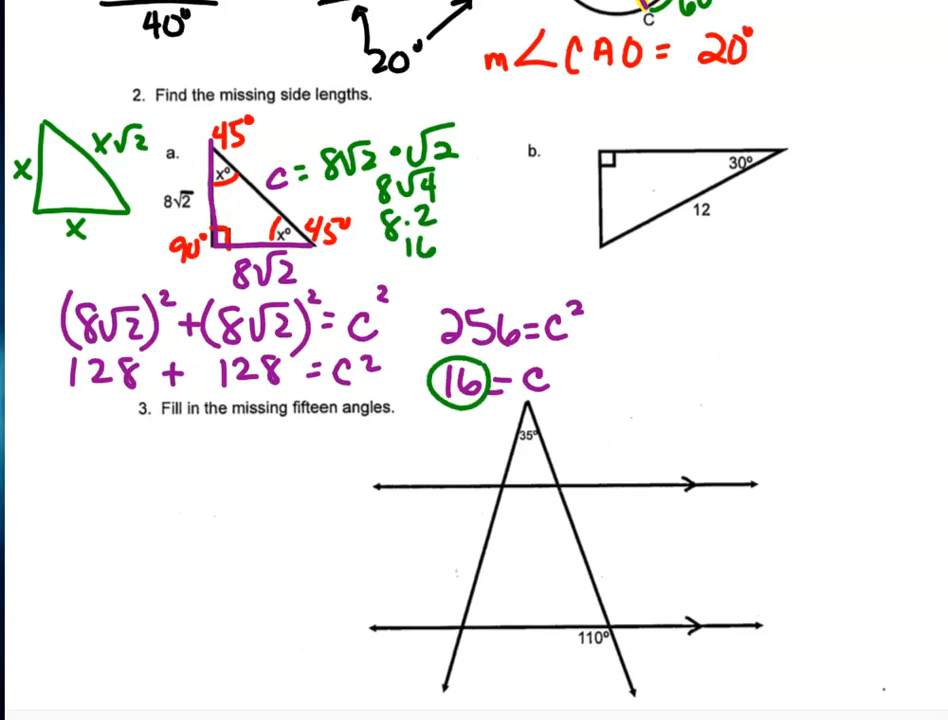 40°
20°
C
60
m∠CAO = 20°
2. Find the missing side lengths.
x
x√2
x
a.
45°
x°
8√2
90°
x°
45°
8√2
c = 8√2 • √2
8√4
8.2
16
b.
30°
12
(8√2)² + (8√2)² = c²
128 + 128 = c²
256 = c²
16 = c
3. Fill in the missing fifteen angles.
35°
110°